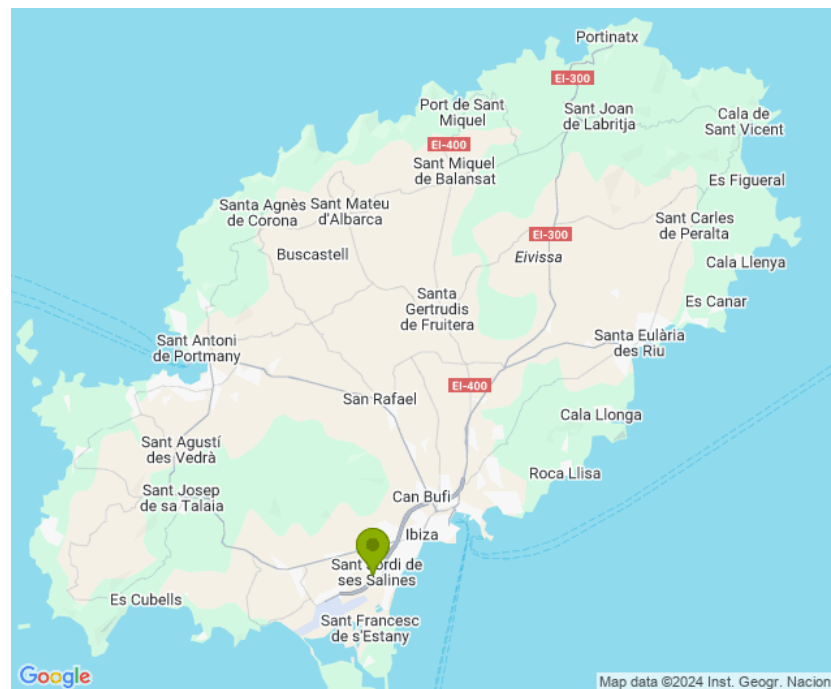 Portinatx
EI-300
Port de Sant
Miquel
Sant Joan
de Labritja
Cala de
Sant Vicent
EI-400
Sant Miquel
de Balansat
Es Figueral
Santa Agnès
de Corona
Sant Mateu
d'Albarca
Sant Carles
de Peralta
EI-300
Buscastell
Eivissa
Cala Llenya
Santa
Gertrudis
de Fruitera
Es Canar
Sant Antoni
de Portmany
Santa Eulària
des Riu
EI-400
San Rafael
Cala Llonga
Sant Agustí
des Vedrà
Roca Llisa
Sant Josep
de sa Talaia
Can Bufi
Ibiza
Sant Jordi de
ses Salines
Es Cubells
Sant Francesc
de s'Estany
Google
Map data ©2024 Inst. Geogr. Nacion